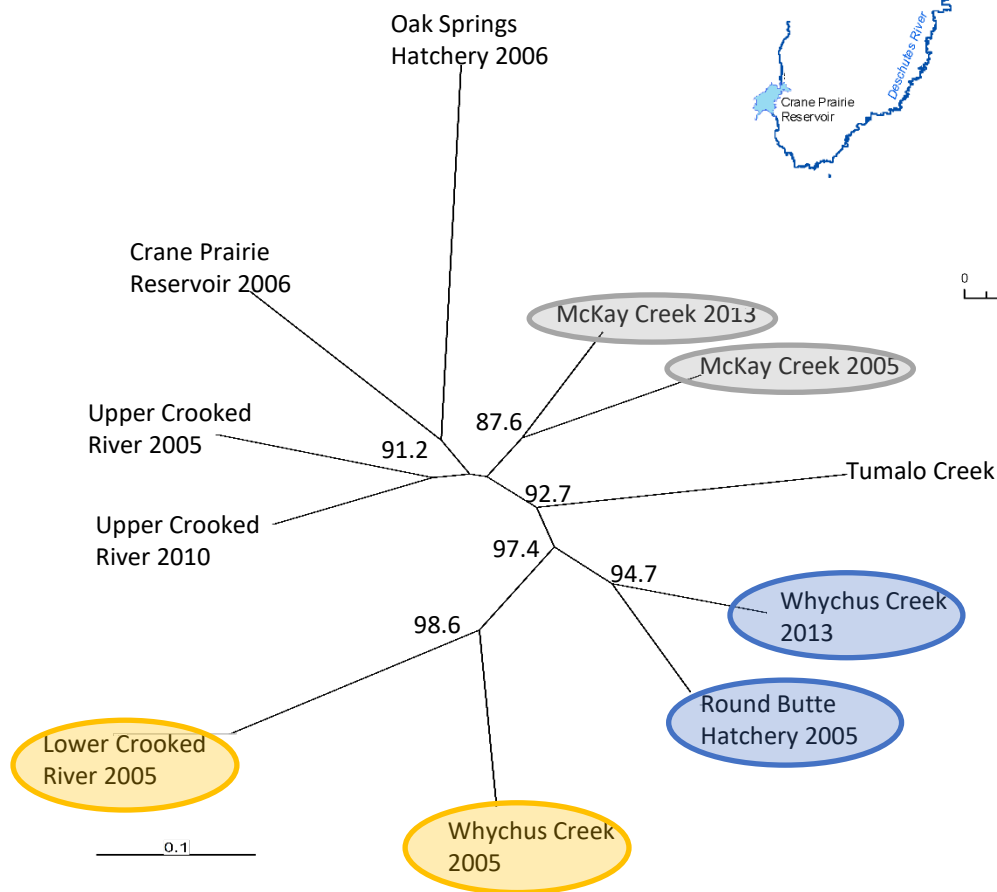 Oak Springs
Hatchery 2006
Deschutes River
Crane Prairie
Reservoir
Crane Prairie
Reservoir 2006
0
McKay Creek 2013
McKay Creek 2005
Upper Crooked
River 2005
87.6
91.2
Tumalo Creek
92.7
Upper Crooked
River 2010
97.4
94.7
Whychus Creek
2013
98.6
Round Butte
Hatchery 2005
Lower Crooked
River 2005
Whychus Creek
2005
0.1